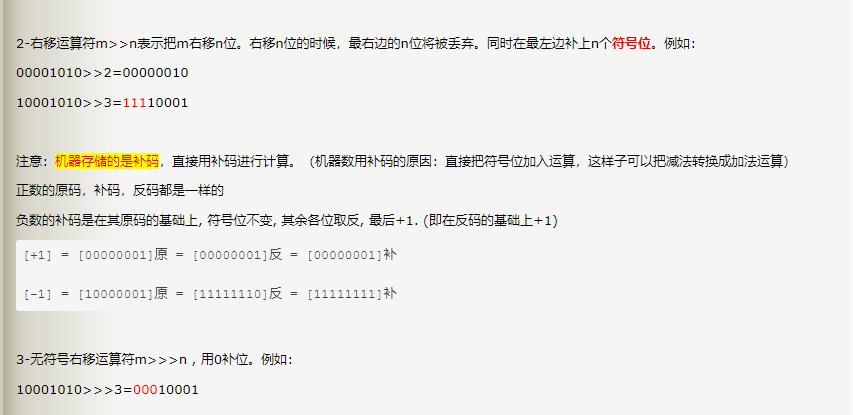 2-右移运算符m>>n表示把m右移n位。右移n位的时候，最右边的n位将被丢弃。同时在最左边补上n个符号位。例如：
00001010>>2=00000010
10001010>>3=11110001
注意：机器存储的是补码，直接用补码进行计算。（机器数用补码的原因：直接把符号位加入运算，这样子可以把减法转换成加法运算）
正数的原码，补码，反码都是一样的
负数的补码是在其原码的基础上, 符号位不变, 其余各位取反, 最后+1. (即在反码的基础上+1)
[+1] = [00000001]原 = [00000001]反 = [00000001]补
[-1] = [10000001]原 = [11111110]反 = [11111111]补
3-无符号右移运算符m>>>n，用0补位。例如：
10001010>>>3=00010001